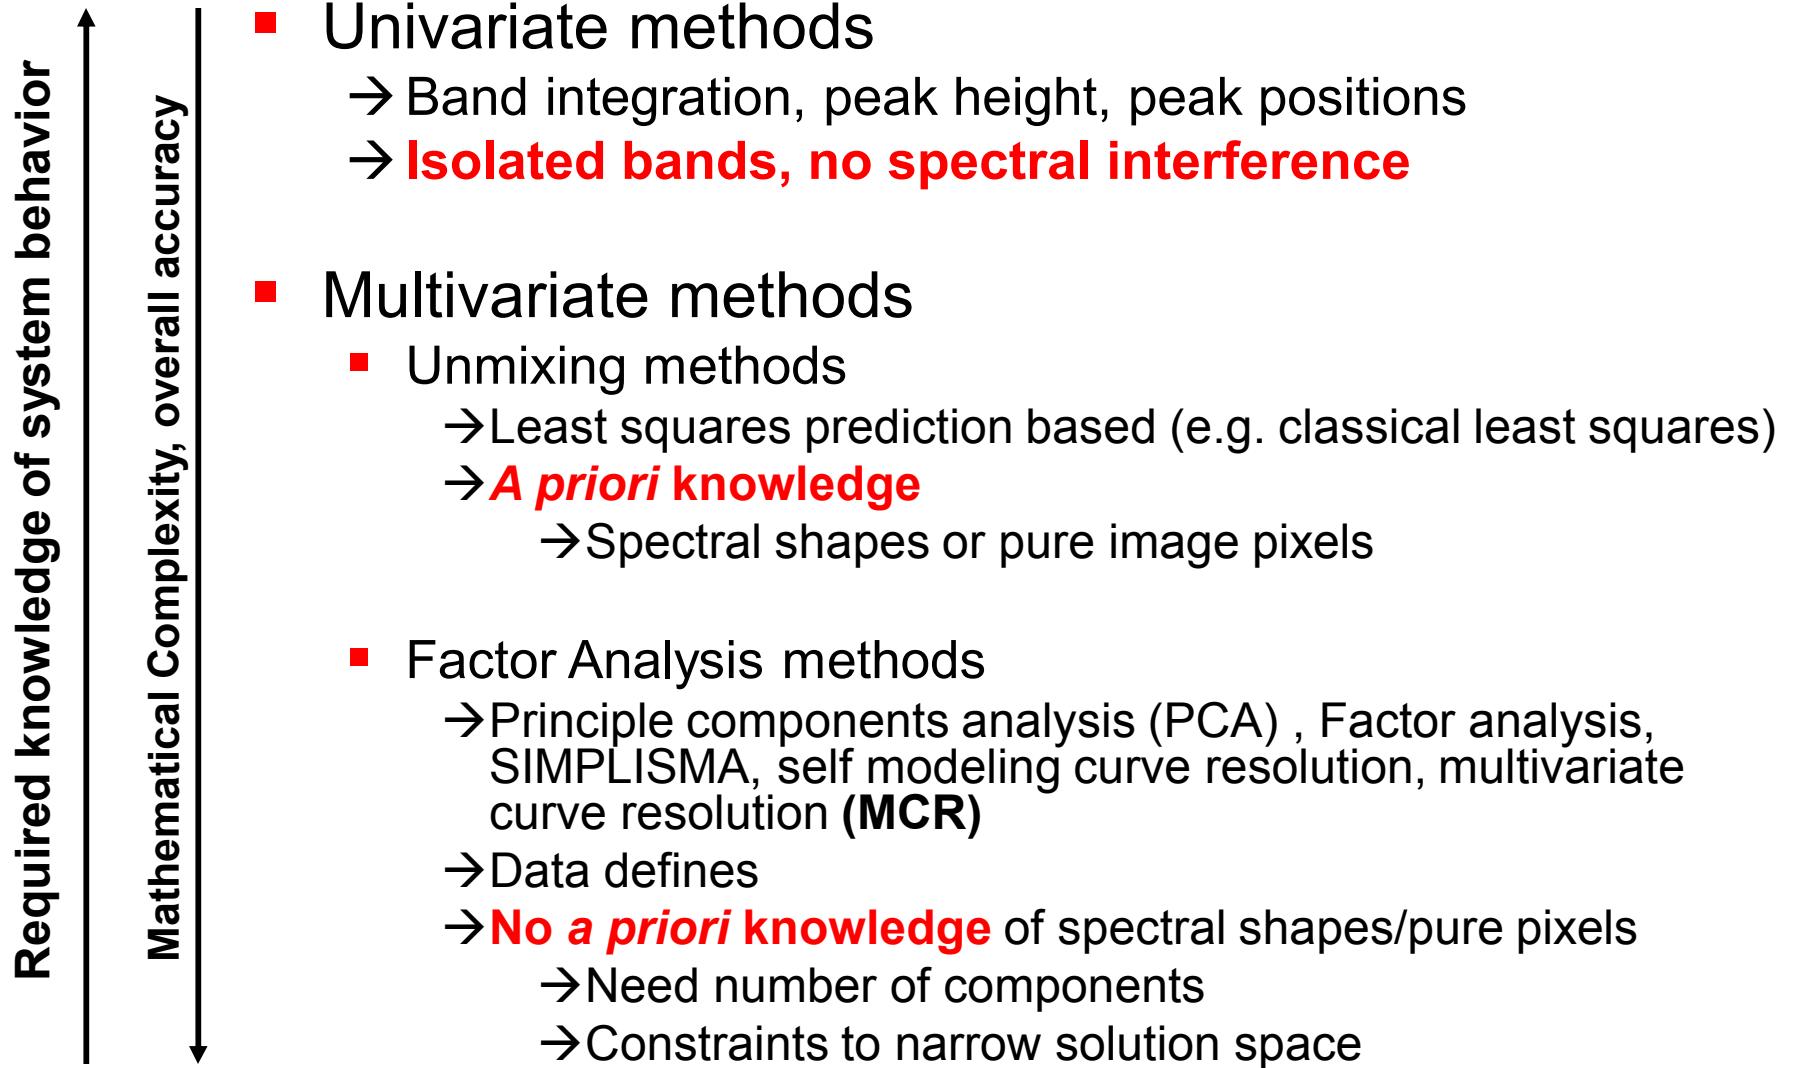 Required knowledge of system behavior
Mathematical Complexity, overall accuracy
Univariate methods
→ Band integration, peak height, peak positions
→ Isolated bands, no spectral interference
Multivariate methods
Unmixing methods
→Least squares prediction based (e.g. classical least squares)
→A priori knowledge
→Spectral shapes or pure image pixels
Factor Analysis methods
→Principle components analysis (PCA) , Factor analysis,
SIMPLISMA, self modeling curve resolution, multivariate
curve resolution (MCR)
→Data defines
→No a priori knowledge of spectral shapes/pure pixels
→Need number of components
→Constraints to narrow solution space